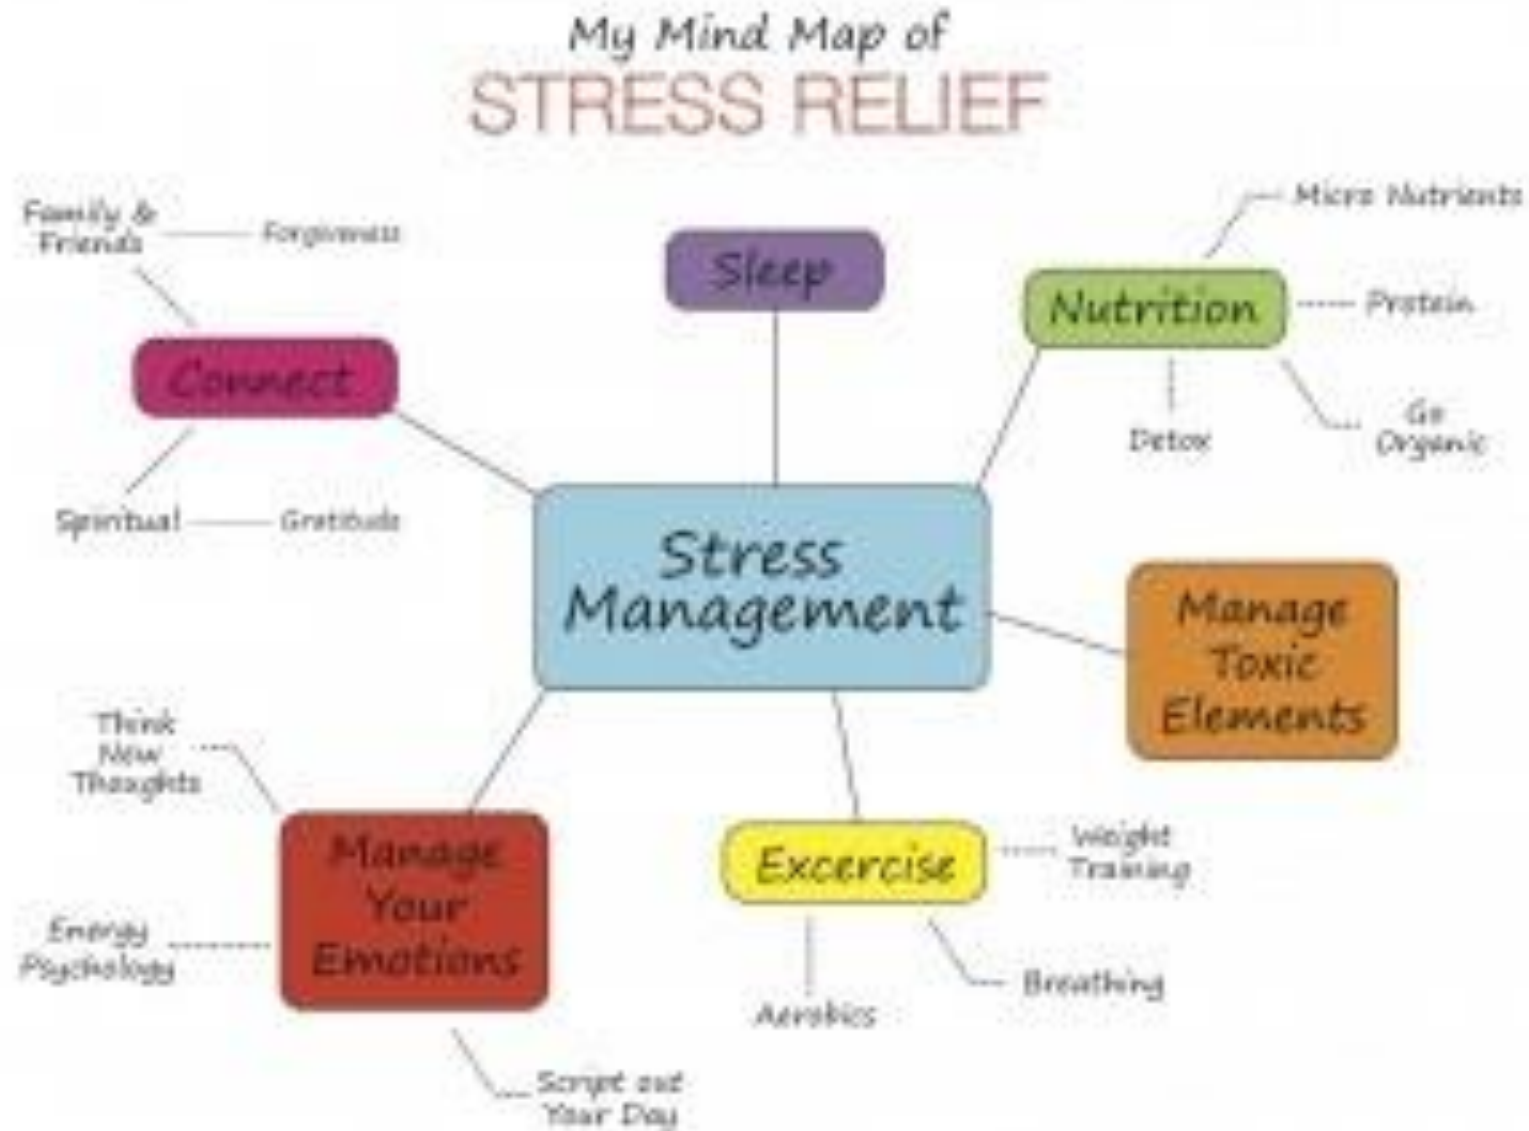 My Mind Map of
STRESS RELIEF
Family &
Friends
Forgiveness
Sleep
Micro Nutrients
Nutrition
Protein
Connect
Go
Organic
Detox
Spiritual
Gratitude
Stress
Management
Manage
Toxic
Elements
Think
New
Thoughts
Manage
Your
Emotions
Excercise
Weight
Training
Energy
Psychology
Breathing
Aerobics
Script out
Your Day